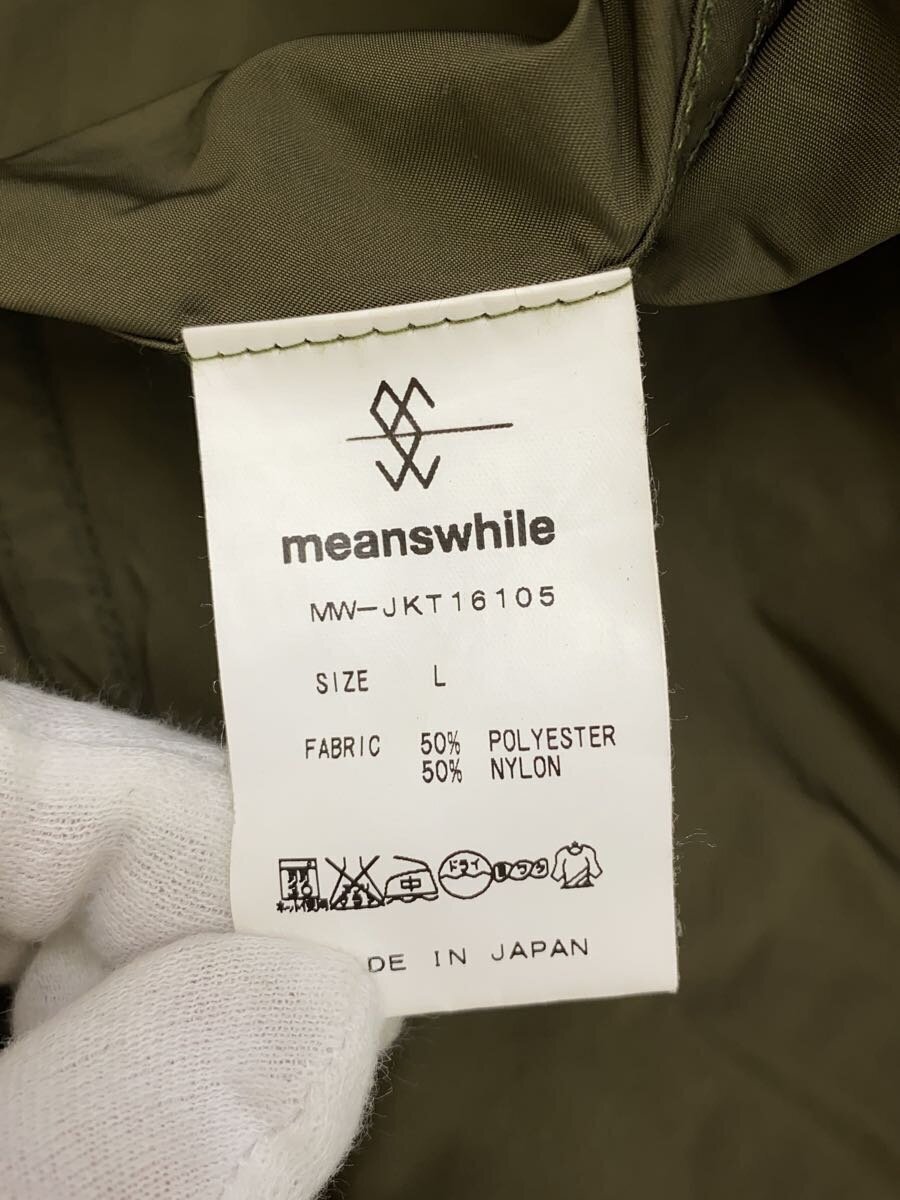 meanswhile
MW-JKT16105
SIZE L
FABRIC 50% POLYESTER
50% NYLON
中 ドライ
DE IN JAPAN